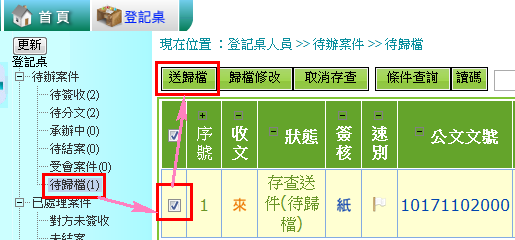 首頁 登記桌
更新
登記桌
待辦案件
待簽收(2)
待分文(2)
承辦中(0)
待結案(0)
受會案件(0)
待歸檔(1)
已處理案件
對方未簽收
未結案
現在位置 : 登記桌人員 >> 待辦案件 >> 待歸檔
送歸檔 歸檔修改 取消存查 條件查詢 讀碼
序號 收文 狀態 簽核 速別 公文文號
1 來 存查送件(待歸檔) 紙 10171102000